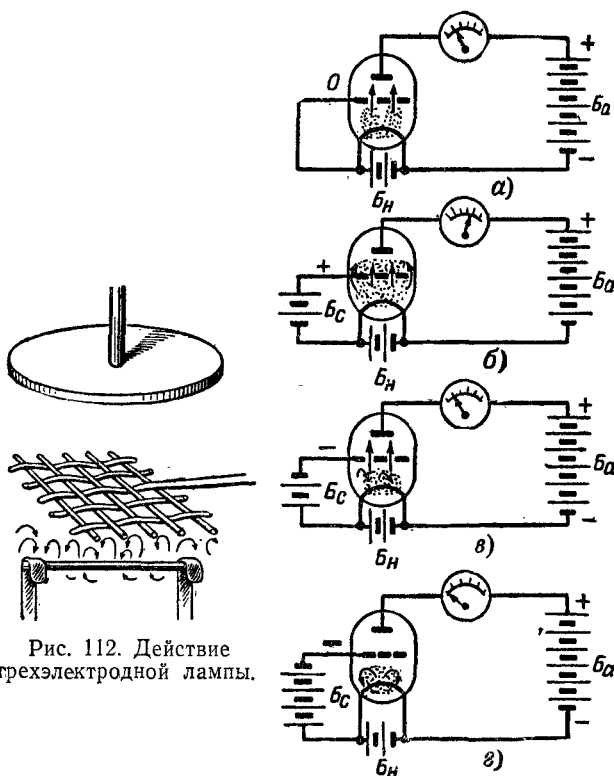 +
О
Ба
−
Бн
а)
+
+
Бс
Ба
Бн
б)
+
−
Бс
Ба
−
Бн
в)
+
−
Бс
Ба
−
Бн
г)
Рис. 112. Действие
трехэлектродной лампы.